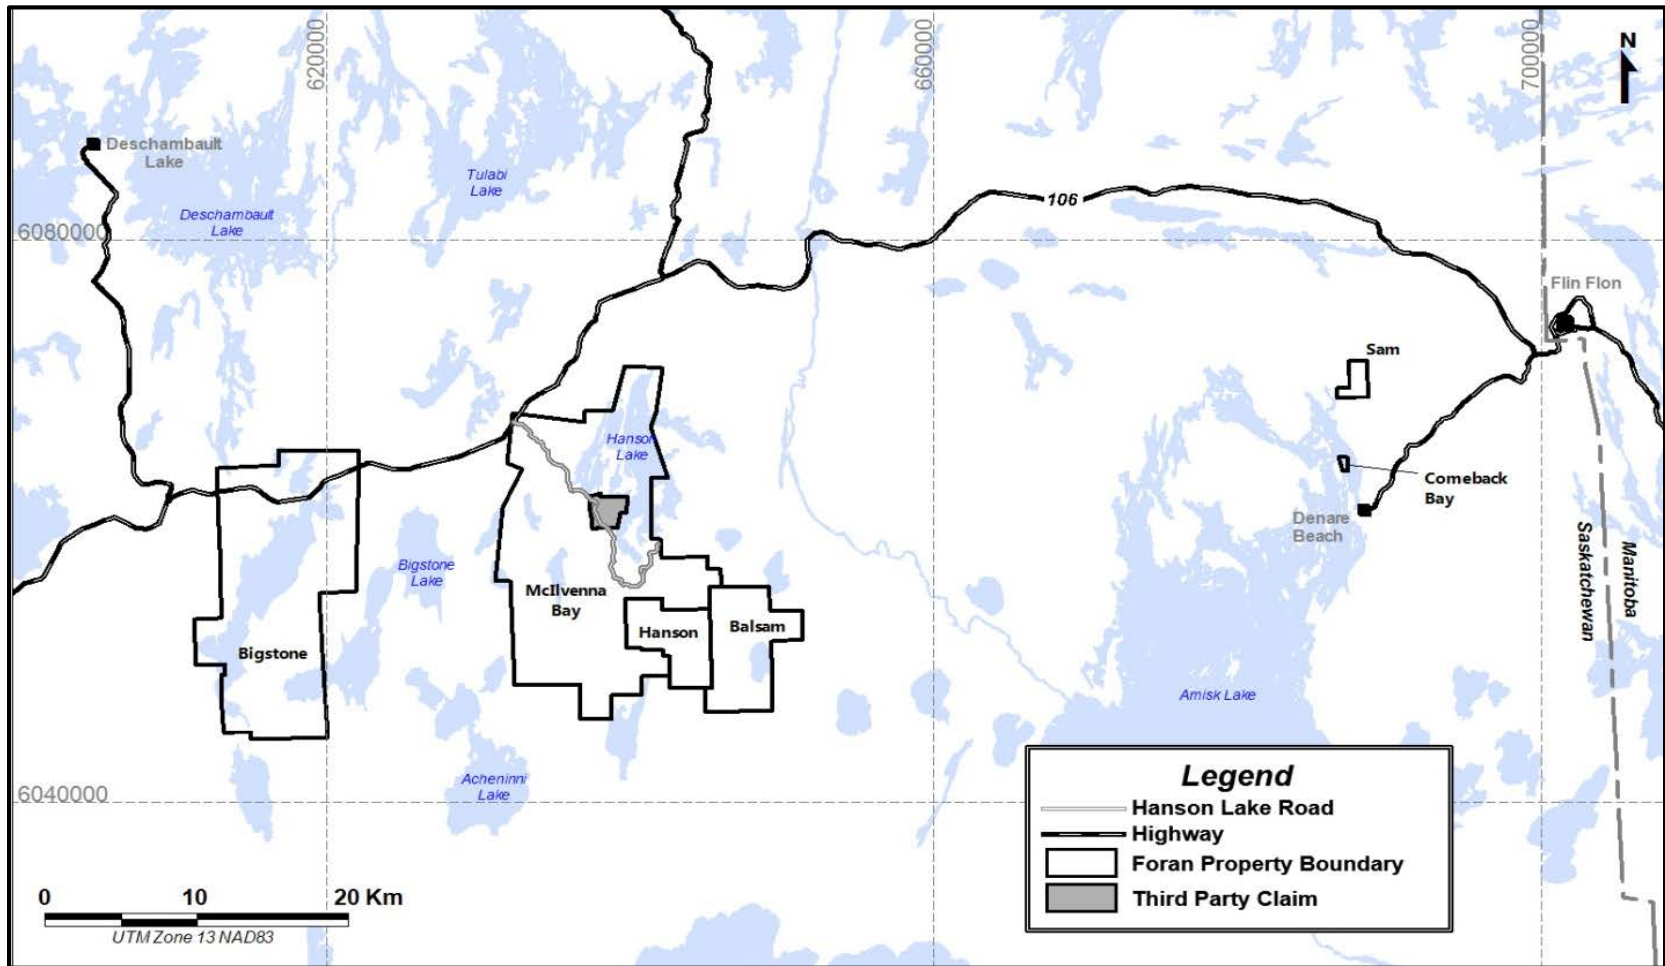 620000
660000
700000
N
Deschambault
Lake
Tulabi
Lake
106
Deschambault
Lake
6080000
Flin Flon
Sam
Hanson
Lake
Comeback
Bay
Denare
Beach
Saskatchewan
Manitoba
Bigstone
Lake
McIlvenna
Bay
Hanson
Balsam
Bigstone
Amisk Lake
Acheninni
Lake
6040000
Legend
Hanson Lake Road
Highway
Foran Property Boundary
Third Party Claim
0 10 20 Km
UTM Zone 13 NAD83